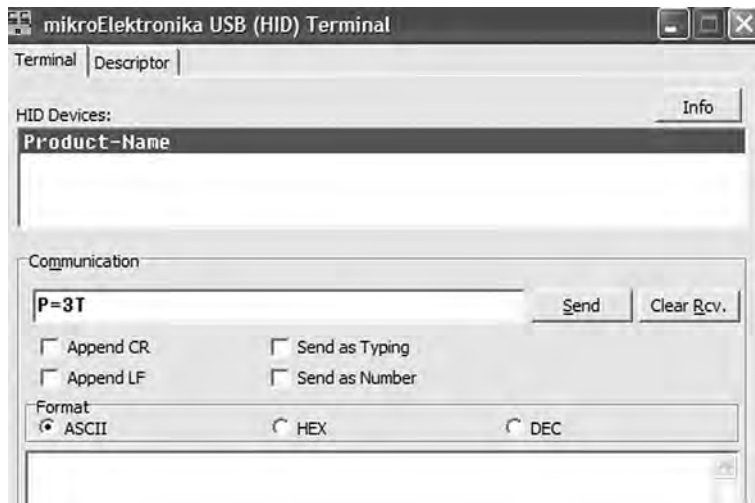 mikroElektronika USB (HID) Terminal
Terminal Descriptor
HID Devices: Info
Product-Name
Communication
P=3T Send Clear Rcv.
Append CR Send as Typing
Append LF Send as Number
Format
ASCII HEX DEC